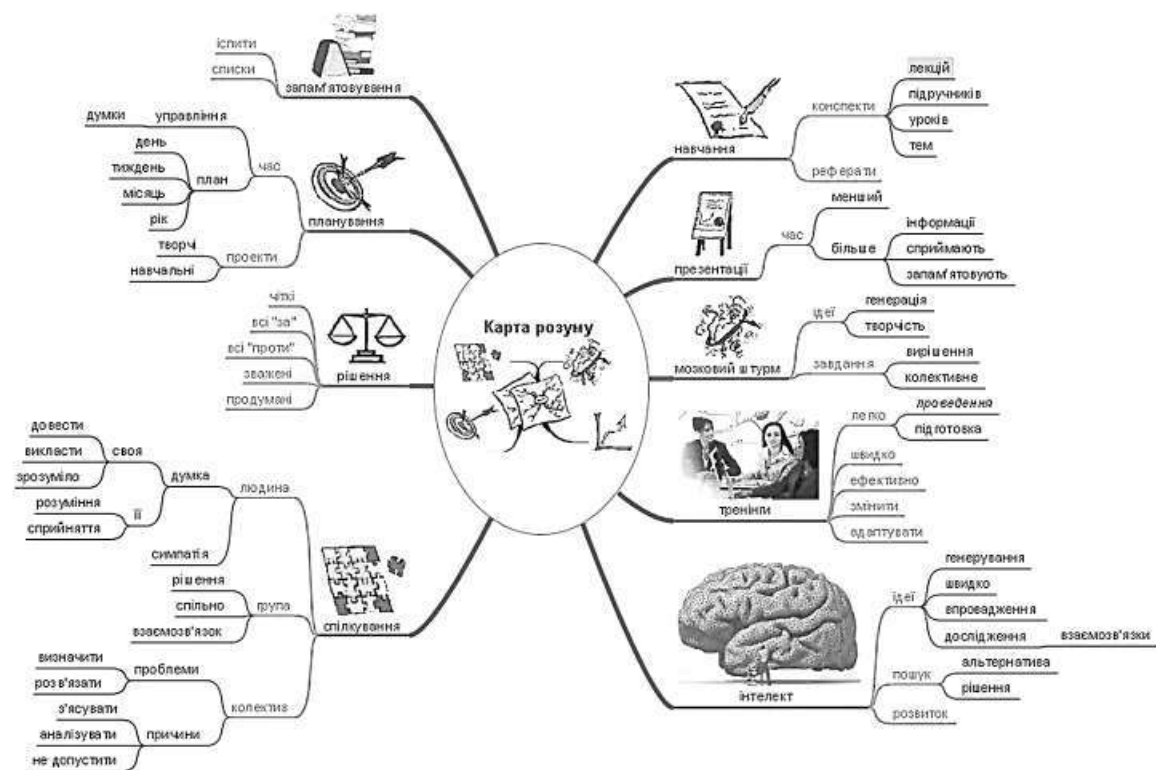 Карта розуму
іспити
списки
запам'ятовування
думки
управління
день
тиждень
місяць
рік
план
час
творчі
навчальні
проекти
планування
чіткі
всі "за"
всі "проти"
зважені
продумані
рішення
довести
викласти
зрозуміло
своя
розуміння
сприйняття
її
думка
симпатія
людина
рішення
спільно
взаємозв'язок
група
визначити
розв'язати
проблеми
з'ясувати
аналізувати
не допустити
причини
колектив
спілкування
навчання
конспекти
лекцій
підручників
уроків
тем
реферати
презентації
час
менший
більше
інформації
сприймають
запам'ятовують
мозковий штурм
ідеї
генерація
творчість
завдання
вирішення
колективне
тренінги
легко
проведення
підготовка
швидко
ефективно
змінити
адаптувати
інтелект
ідеї
генерування
швидко
впровадження
дослідження
взаємозв'язки
пошук
альтернатива
рішення
розвиток